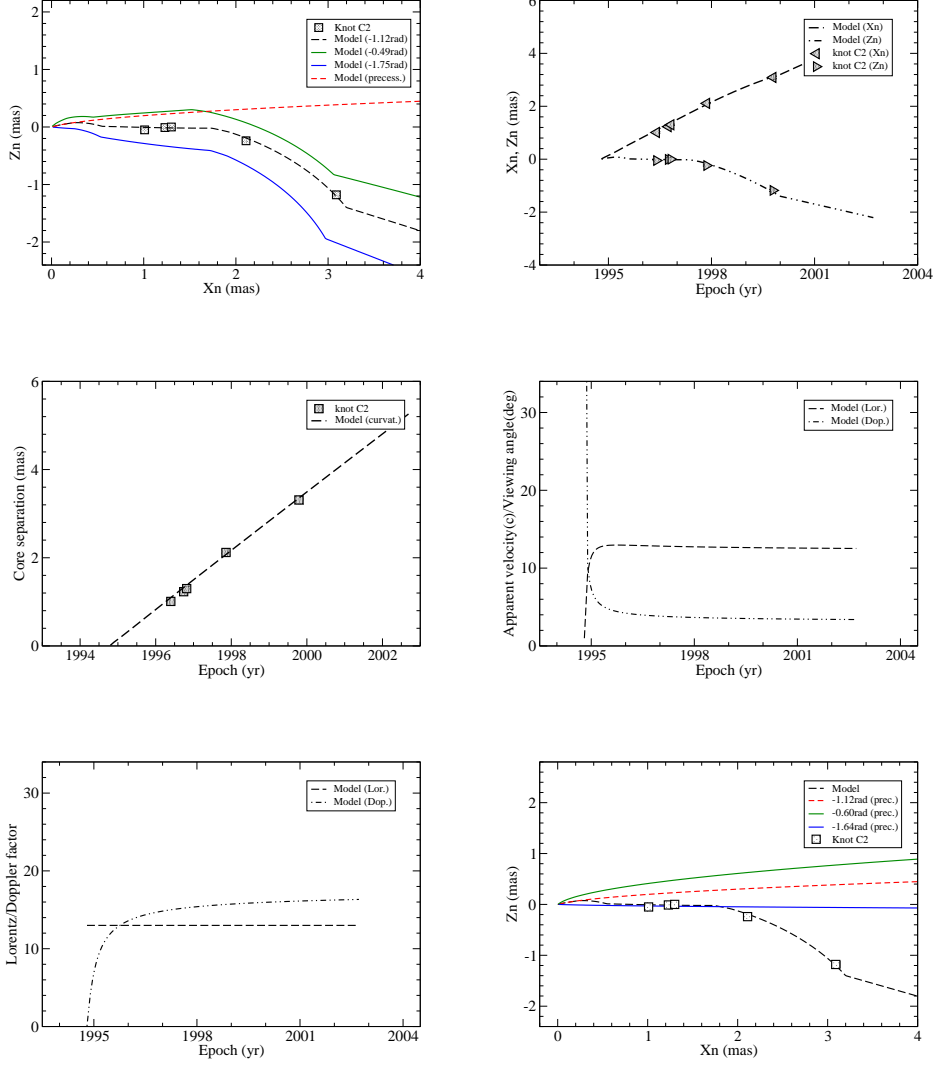 2
1
0
-1
-2
Zn (mas)
0
1
2
3
4
Xn (mas)
Knot C2
Model (-1.12rad)
Model (-0.49rad)
Model (-1.75rad)
Model (precess.)
6
4
2
0
-2
-4
Xn, Zn (mas)
1995
1998
2001
2004
Epoch (yr)
Model (Xn)
Model (Zn)
knot C2 (Xn)
knot C2 (Zn)
6
4
2
0
Core separation (mas)
1994
1996
1998
2000
2002
Epoch (yr)
knot C2
Model (curvat.)
30
20
10
0
Apparent velocity(c)/Viewing angle(deg)
1995
1998
2001
2004
Epoch (yr)
Model (Lor.)
Model (Dop.)
30
20
10
0
Lorentz/Doppler factor
1995
1998
2001
2004
Epoch (yr)
Model (Lor.)
Model (Dop.)
2
1
0
-1
-2
Zn (mas)
0
1
2
3
4
Xn (mas)
Model
-1.12rad (prec.)
-0.60rad (prec.)
-1.64rad (prec.)
Knot C2